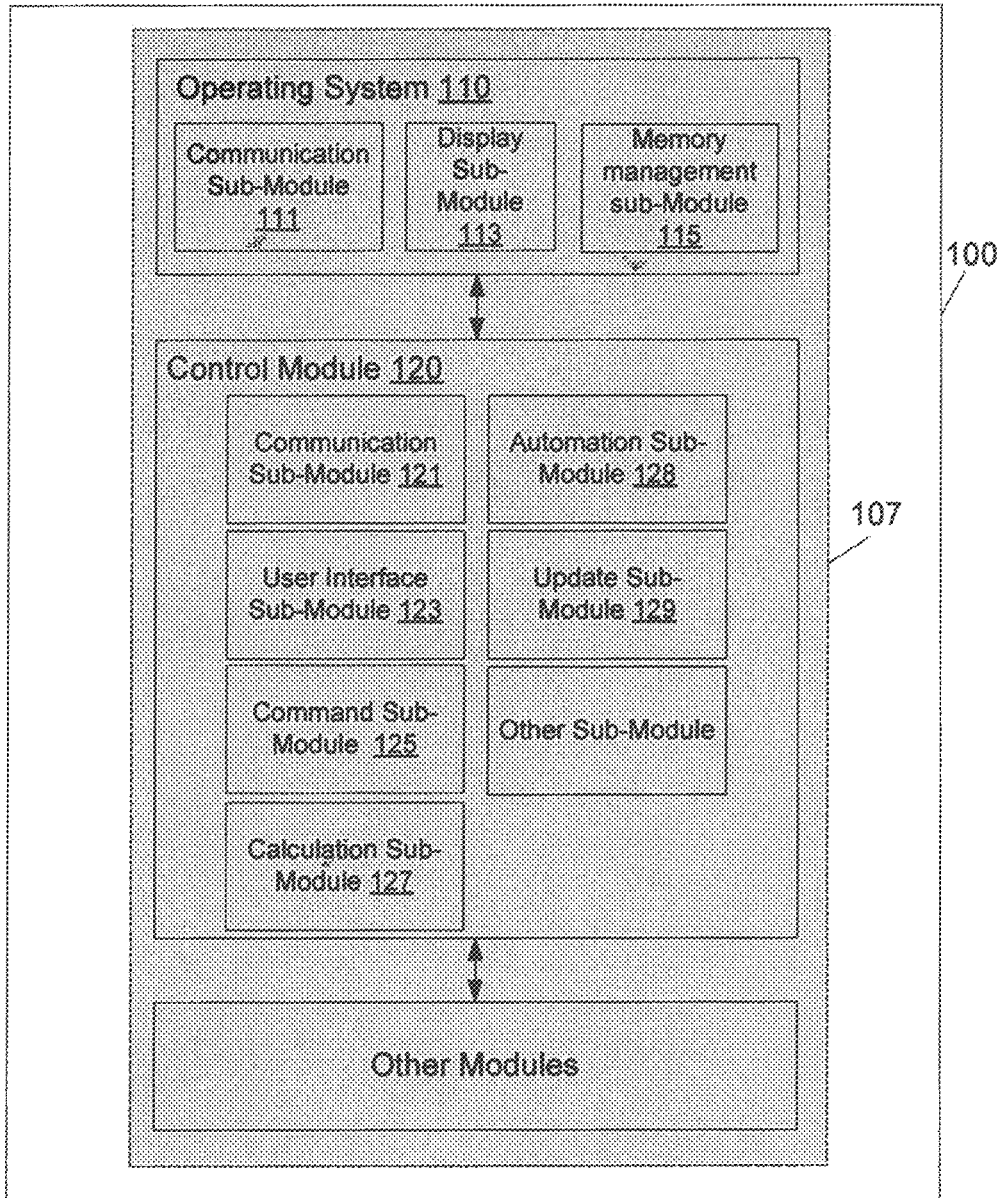 Operating System 110
Communication
Sub-Module
111
Display
Sub-
Module
113
Memory
management
sub-Module
115
100
Control Module 120
Communication
Sub-Module 121
Automation Sub-
Module 128
107
User Interface
Sub-Module 123
Update Sub-
Module 129
Command Sub-
Module 125
Other Sub-Module
Calculation Sub-
Module 127
Other Modules